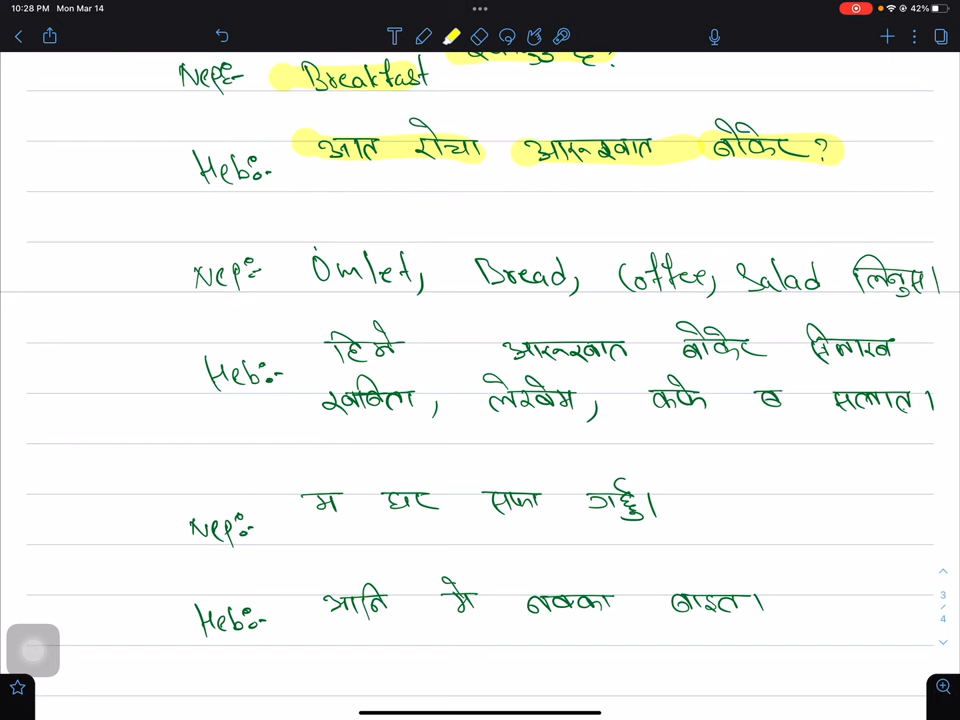 10:28 PM Mon Mar 14
42%
Nep:- Breakfast
Heb:- आत रोचा आरूखात बोकेर?
Nep:- Omlet, Bread, Coffee, Salad लिनुस।
Heb:- हिने आरूखात बोकेर
खबिता, लेखेम, कफे ब सलात।
Nep:- म घर सफा गर्छु।
Heb:- आनि मे नक्का बाइत।
3
/
4